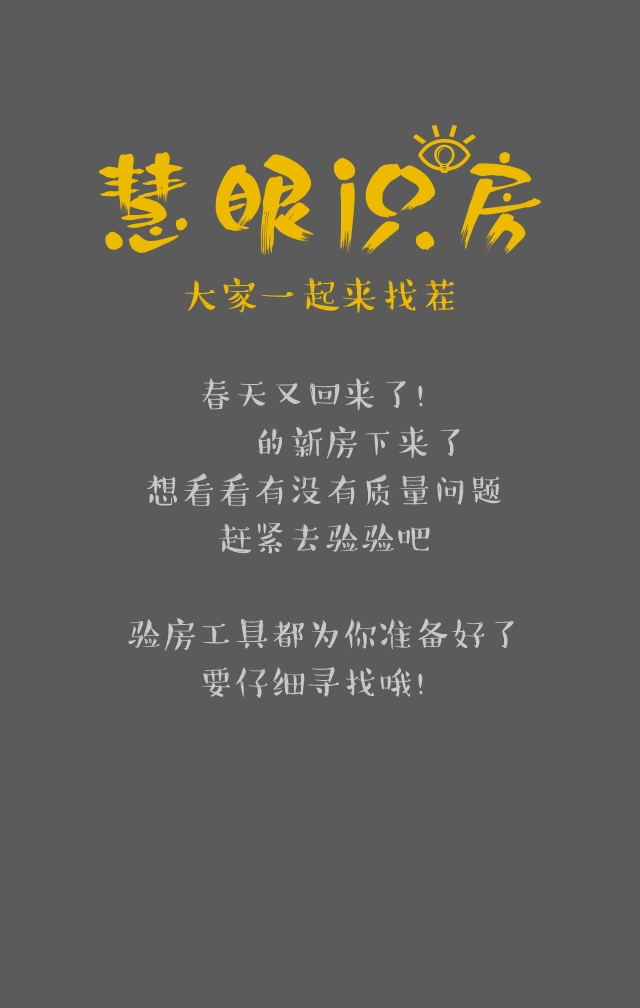 慧眼识房
大家一起来找茬
春天又回来了!
的新房下来了
想看看有没有质量问题
赶紧去验验吧
验房工具都为你准备好了
要仔细寻找哦!